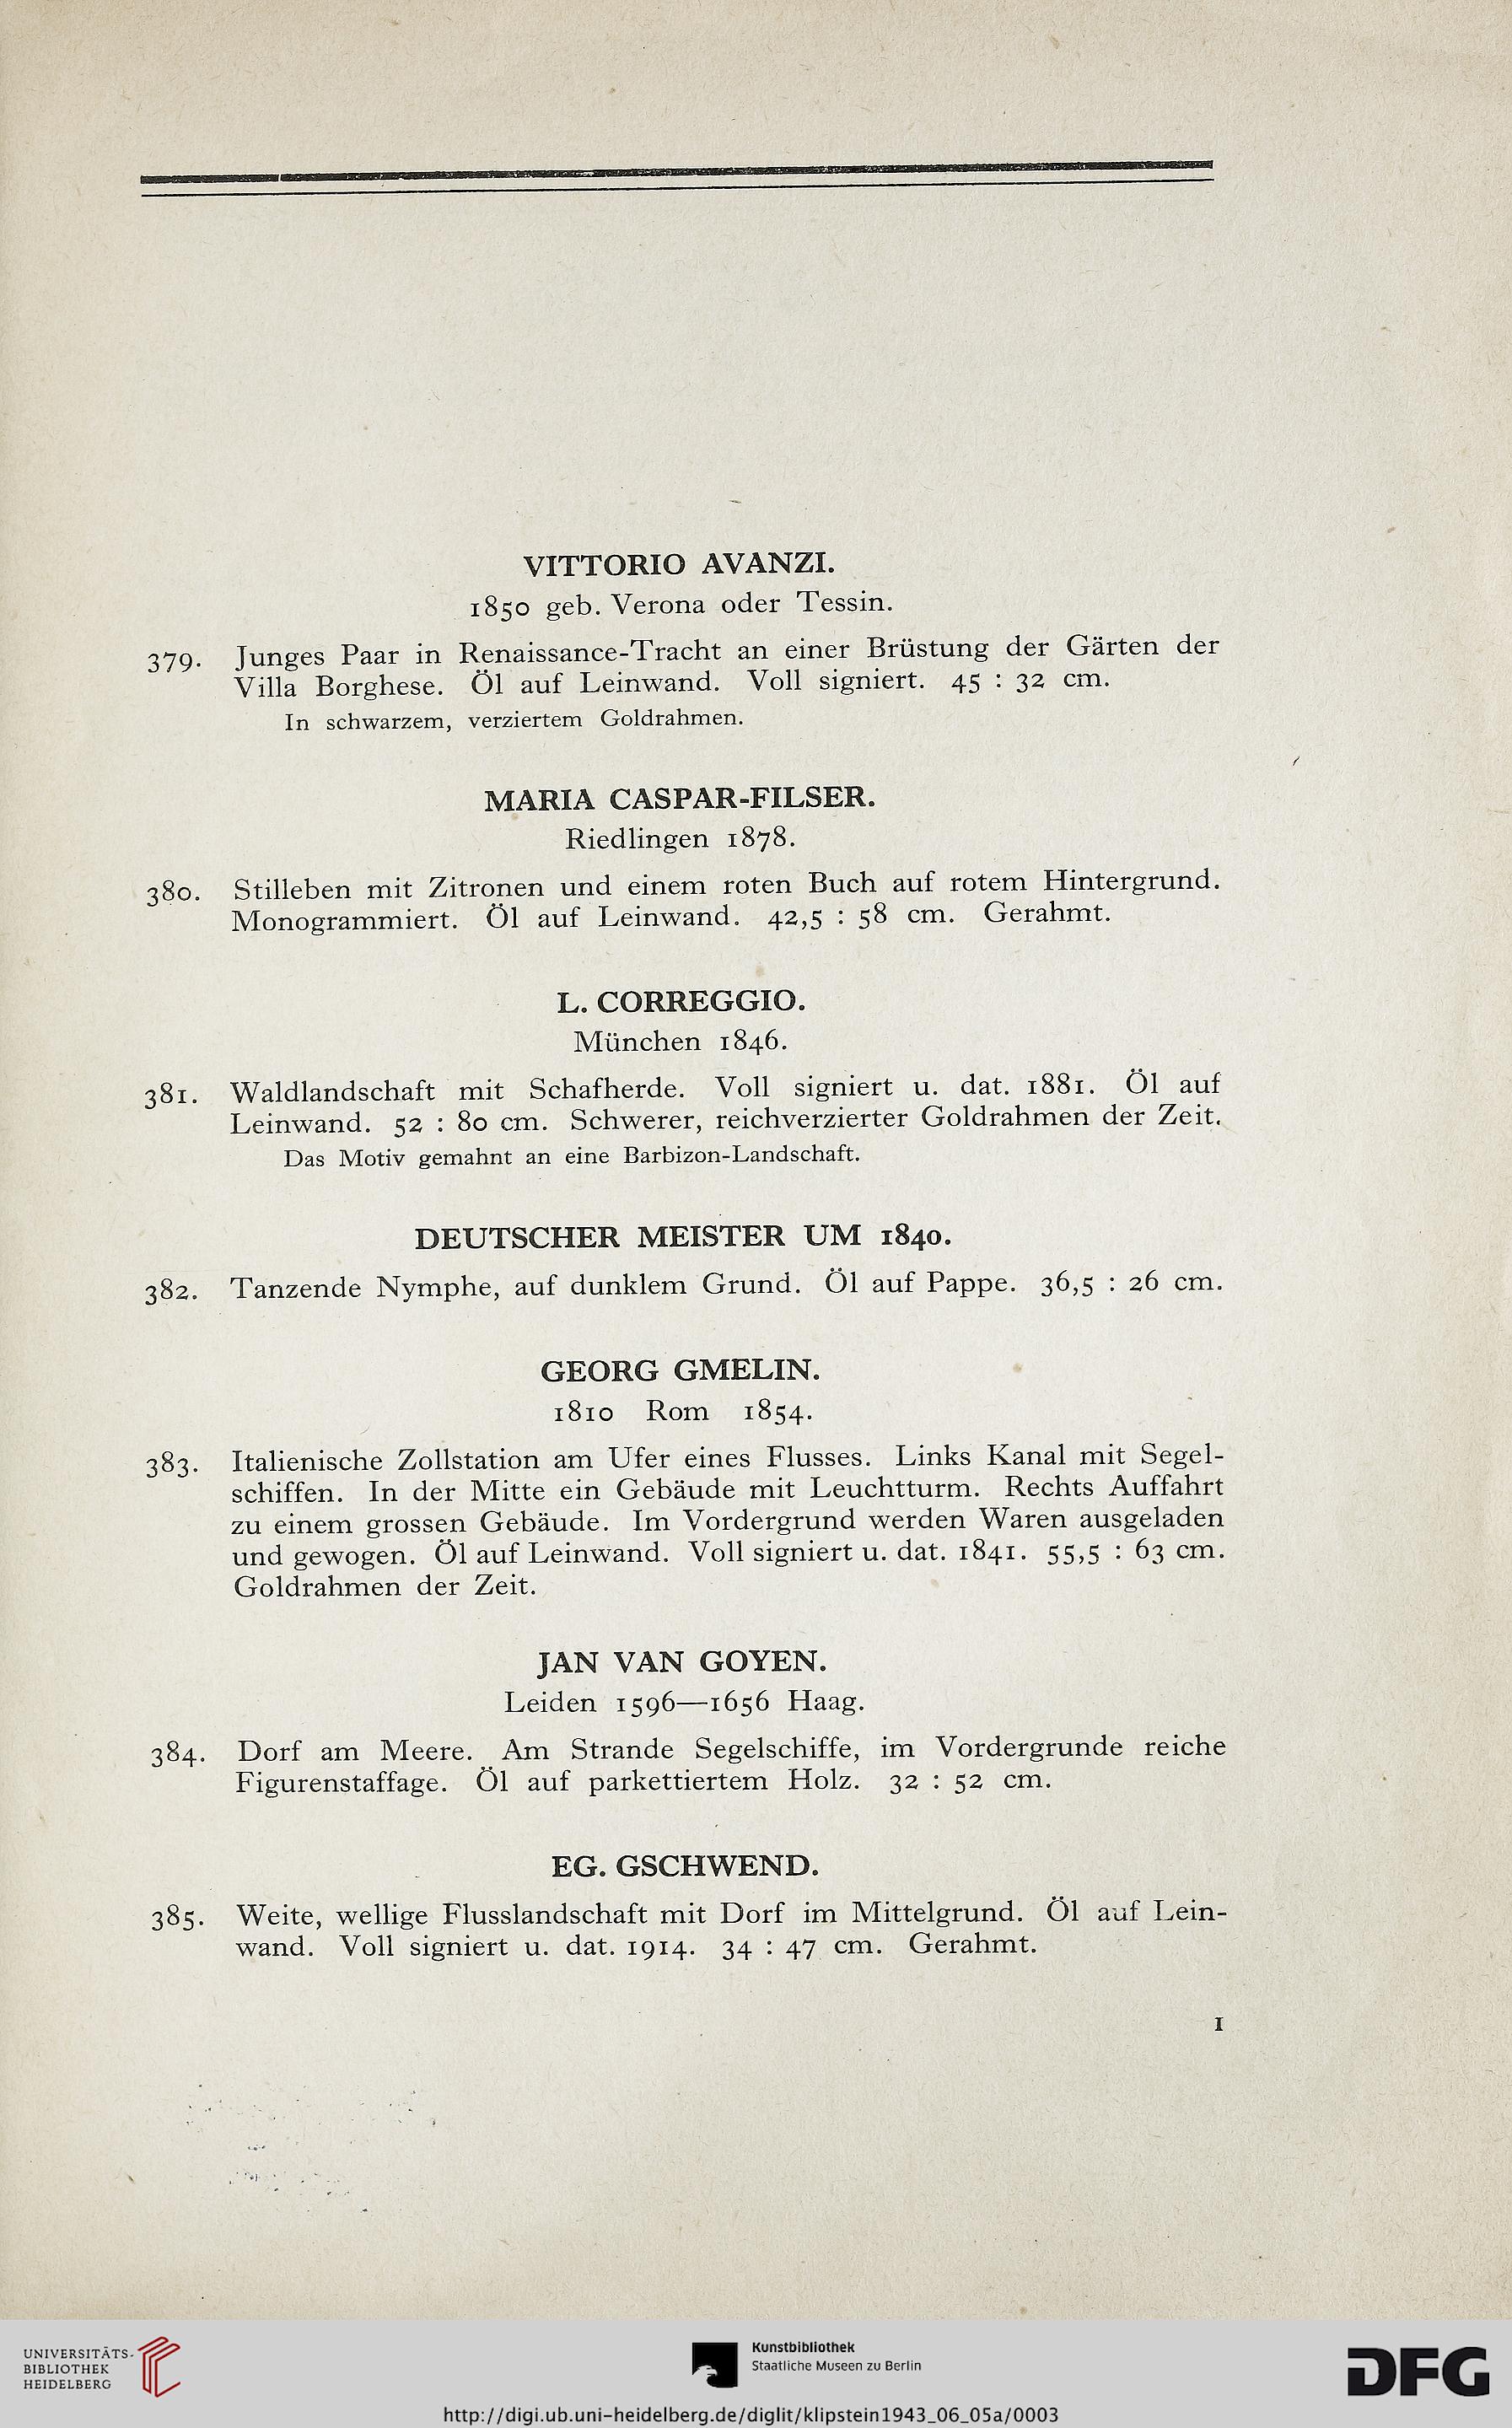 VITTORIO AVANZI.
1850 geb. Verona oder Tessin.
379. Junges Paar in Renaissance-Tracht an einer Brüstung der Gärten der
Villa Borghese. Öl auf Leinwand. Voll signiert. 45 : 32 cm.
In schwarzem, verziertem Goldrahmen.
MARIA CASPAR-FILSER.
Riedlingen 1878.
380. Stilleben mit Zitronen und einem roten Buch auf rotem Hintergrund.
Monogrammiert. Öl auf Leinwand. 42,5 : 58 cm. Gerahmt.
L. CORREGGIO.
München 1846.
381. Waldlandschaft mit Schafherde. Voll signiert u. dat. 1881. Öl auf
Leinwand. 52 : 80 cm. Schwerer, reichverzierter Goldrahmen der Zeit.
Das Motiv gemahnt an eine Barbizon-Landschaft.
DEUTSCHER MEISTER UM 1840.
382. Tanzende Nymphe, auf dunklem Grund. Öl auf Pappe. 36,5 : 26 cm.
GEORG GMELIN.
1810 Rom 1854.
383. Italienische Zollstation am Ufer eines Flusses. Links Kanal mit Segel-
schiffen. In der Mitte ein Gebäude mit Leuchtturm. Rechts Auffahrt
zu einem grossen Gebäude. Im Vordergrund werden Waren ausgeladen
und gewogen. Öl auf Leinwand. Voll signiert u. dat. 1841. 55,5 : 63 cm.
Goldrahmen der Zeit.
JAN VAN GOYEN.
Leiden 1596—1656 Haag.
384. Dorf am Meere. Am Strande Segelschiffe, im Vordergrunde reiche
Figurenstaffage. Öl auf parkettiertem Holz. 32 : 52 cm.
EG. GSCHWEND.
385. Weite, wellige Flusslandschaft mit Dorf im Mittelgrund. Öl auf Lein-
wand. Voll signiert u. dat. 1914. 34 : 47 cm. Gerahmt.
1
UNIVERSITÄTS-
BIBLIOTHEK
HEIDELBERG
Kunstbibliothek
Staatliche Museen zu Berlin
DFG
http://digi.ub.uni-heidelberg.de/diglit/klipstein1943_06_05a/0003